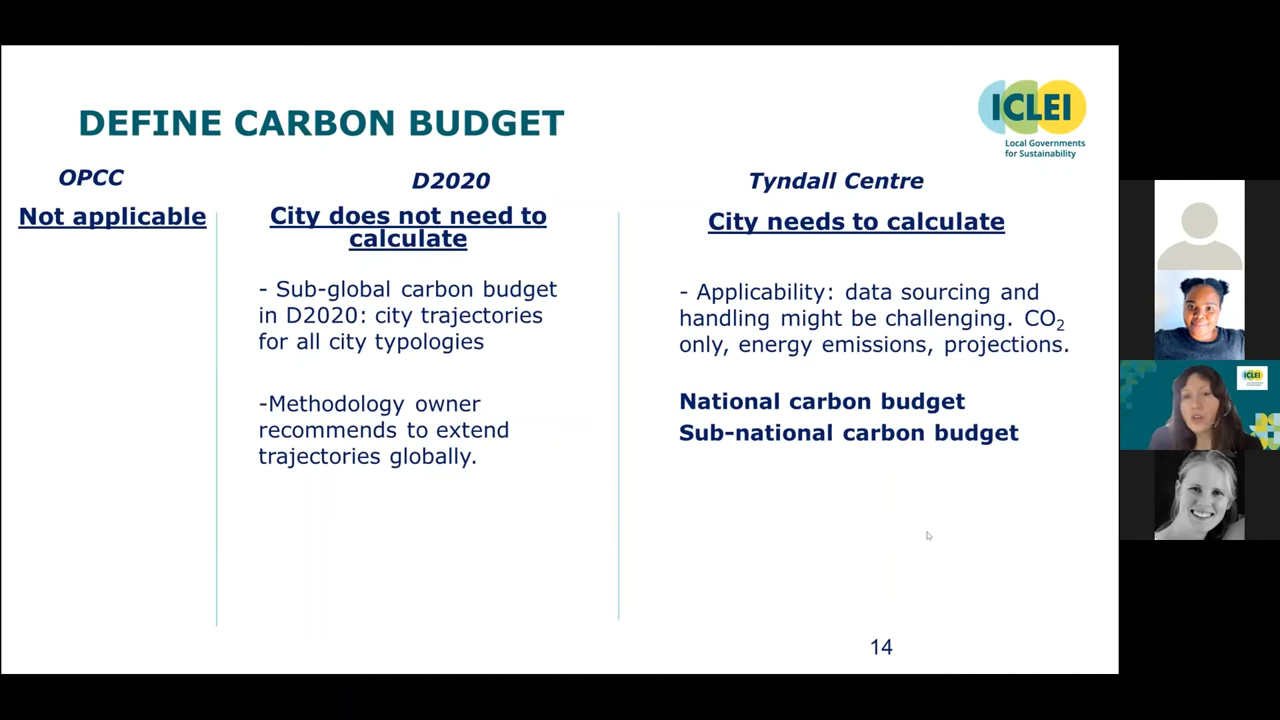 DEFINE CARBON BUDGET
ICLEI
Local Governments
for Sustainability
OPCC
Not applicable
D2020
City does not need to
calculate
- Sub-global carbon budget
in D2020: city trajectories
for all city typologies
-Methodology owner
recommends to extend
trajectories globally.
Tyndall Centre
City needs to calculate
- Applicability: data sourcing and
handling might be challenging. CO₂
only, energy emissions, projections.
National carbon budget
Sub-national carbon budget
14
ICLEI